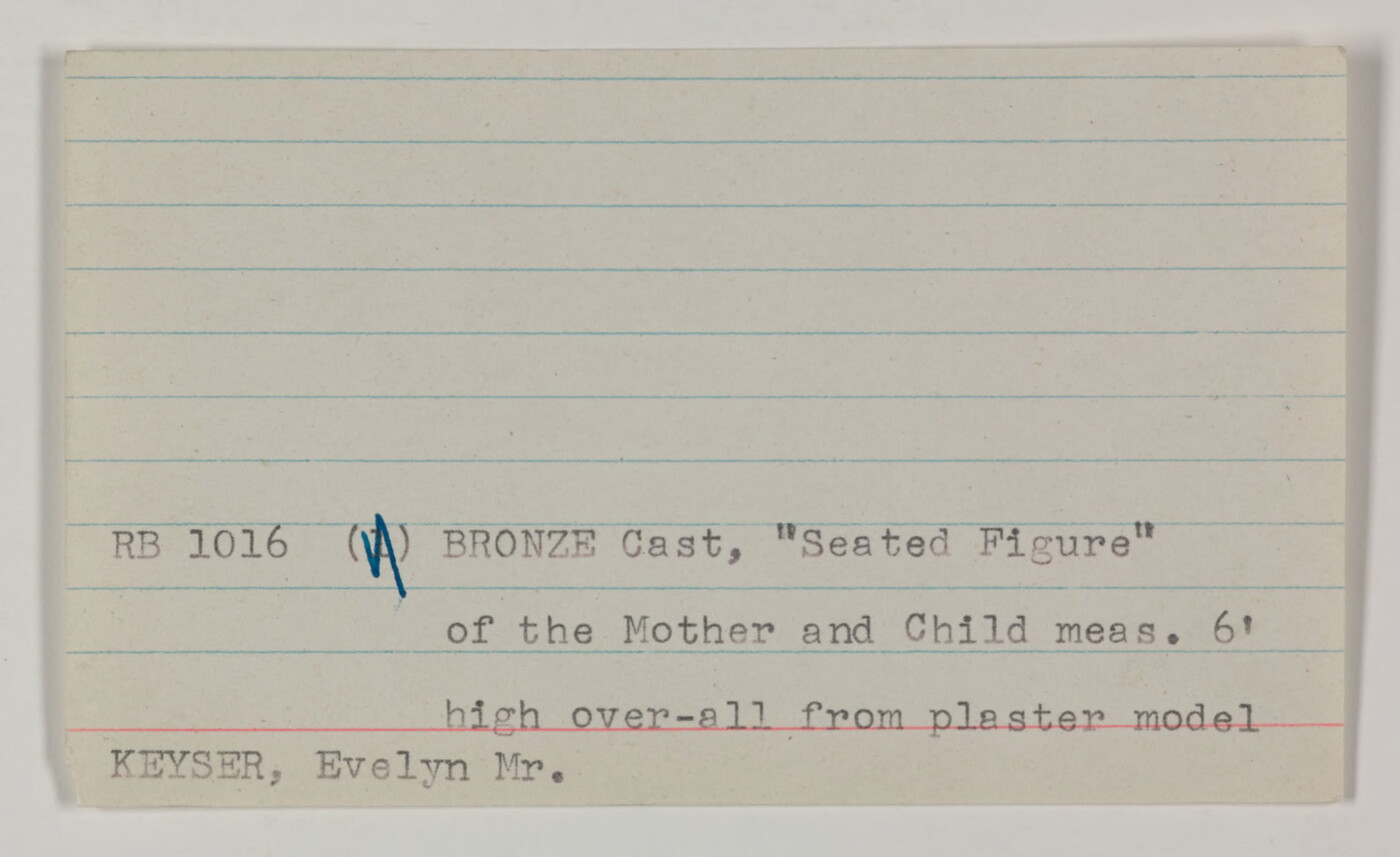 RB 1016 ( ) BRONZE Cast, "Seated Figure"
of the Mother and Child meas. 6'
high over-all from plaster model
KEYSER, Evelyn Mr.